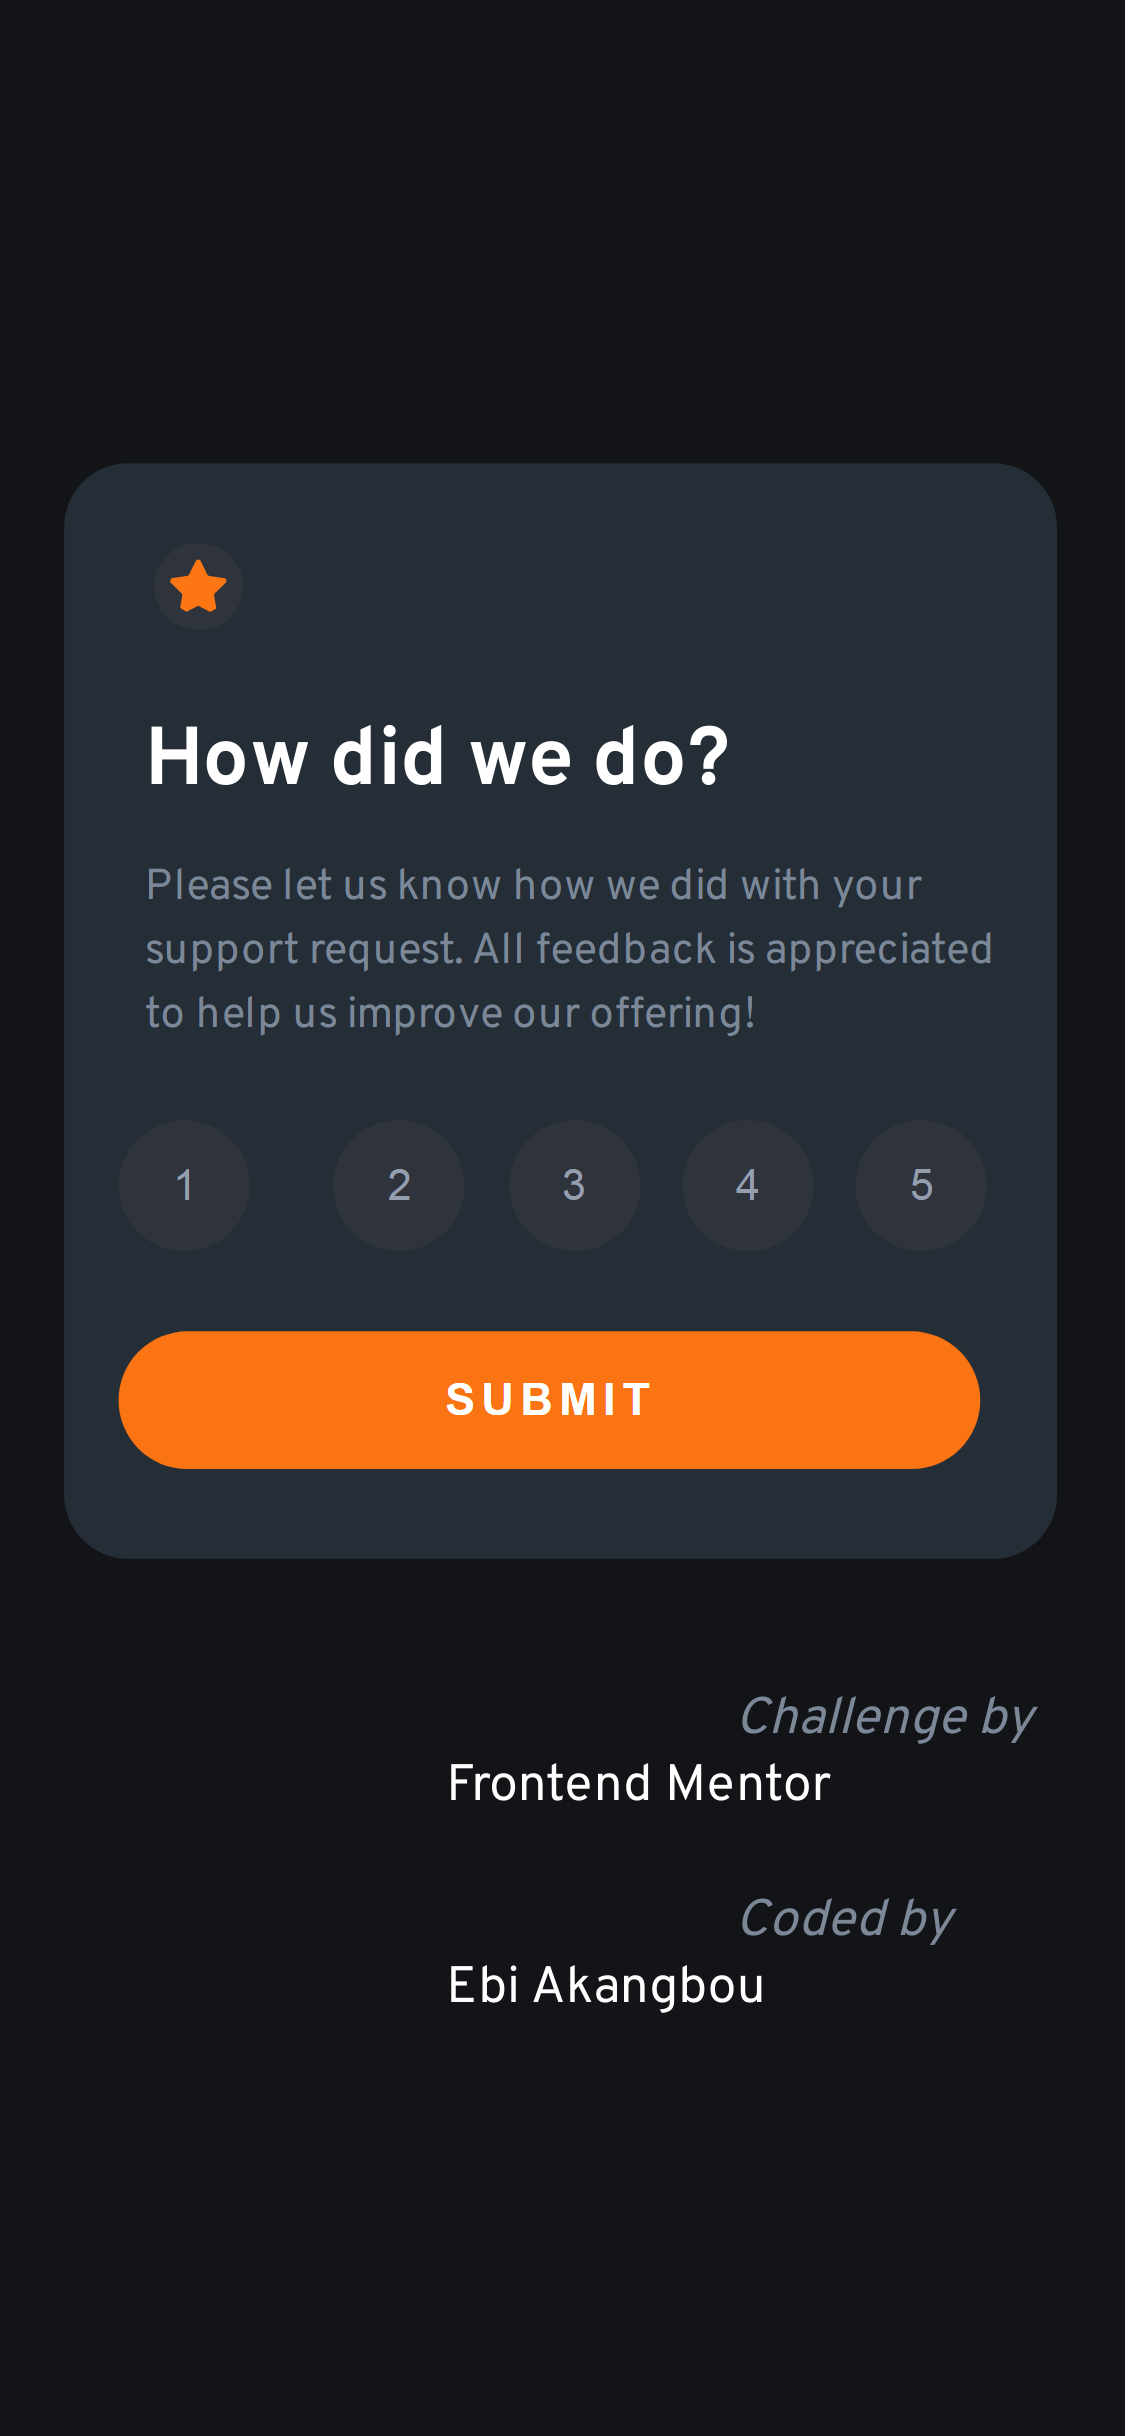 How did we do?
Please let us know how we did with your
support request. All feedback is appreciated
to help us improve our offering!
1 2 3 4 5
SUBMIT
Challenge by
Frontend Mentor
Coded by
Ebi Akangbou